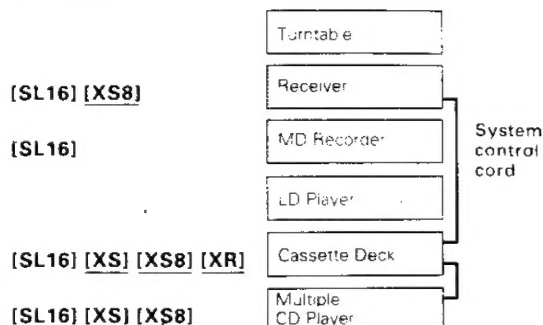 Turntable
[SL16] [XS8] Receiver
[SL16] MD Recorder
System
control
cord
LD Player
[SL16] [XS] [XS8] [XR] Cassette Deck
Multiple
[SL16] [XS] [XS8] CD Player